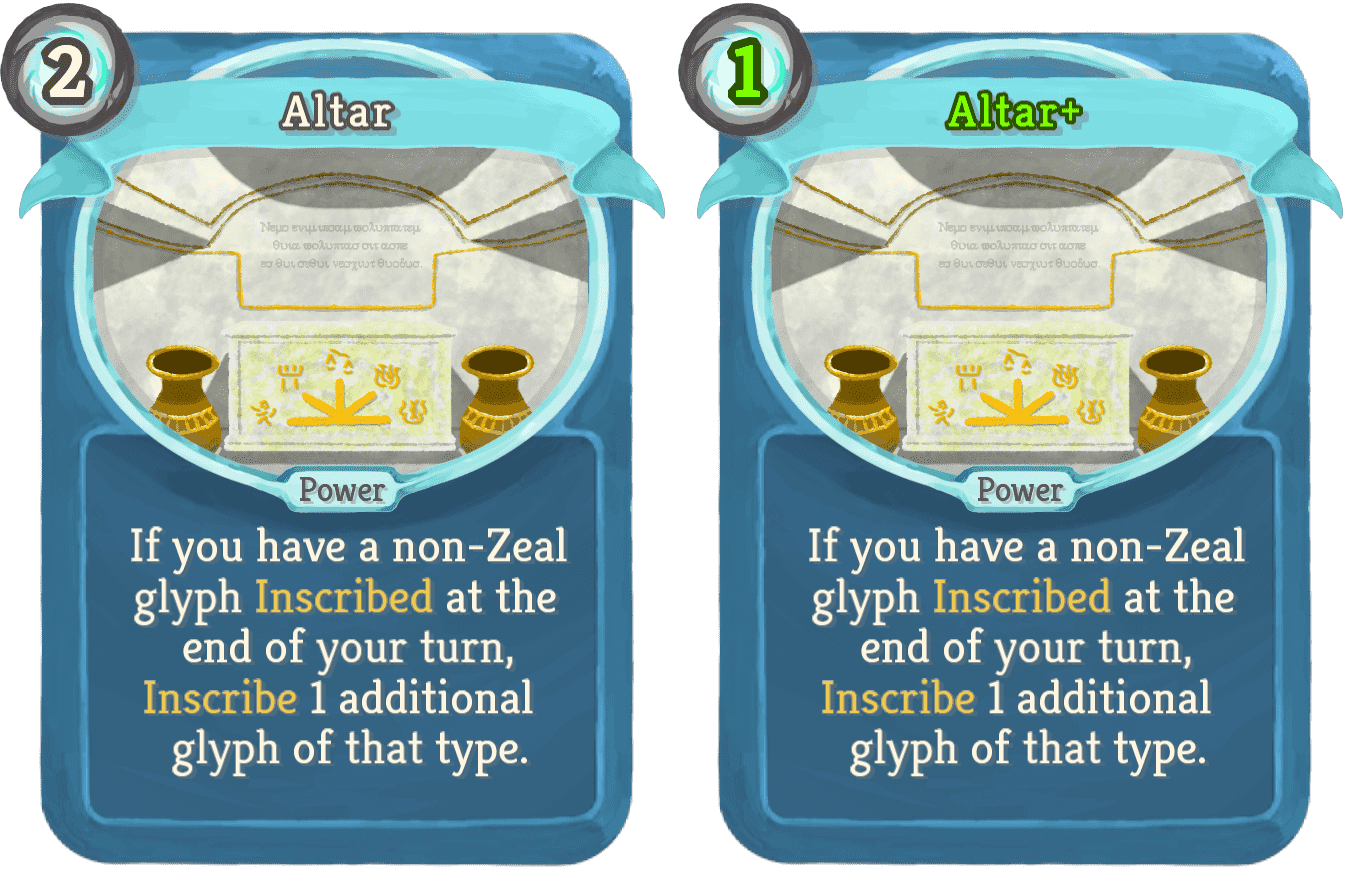 2
Altar
Power
If you have a non-Zeal
glyph Inscribed at the
end of your turn,
Inscribe 1 additional
glyph of that type.
1
Altar+
Power
If you have a non-Zeal
glyph Inscribed at the
end of your turn,
Inscribe 1 additional
glyph of that type.